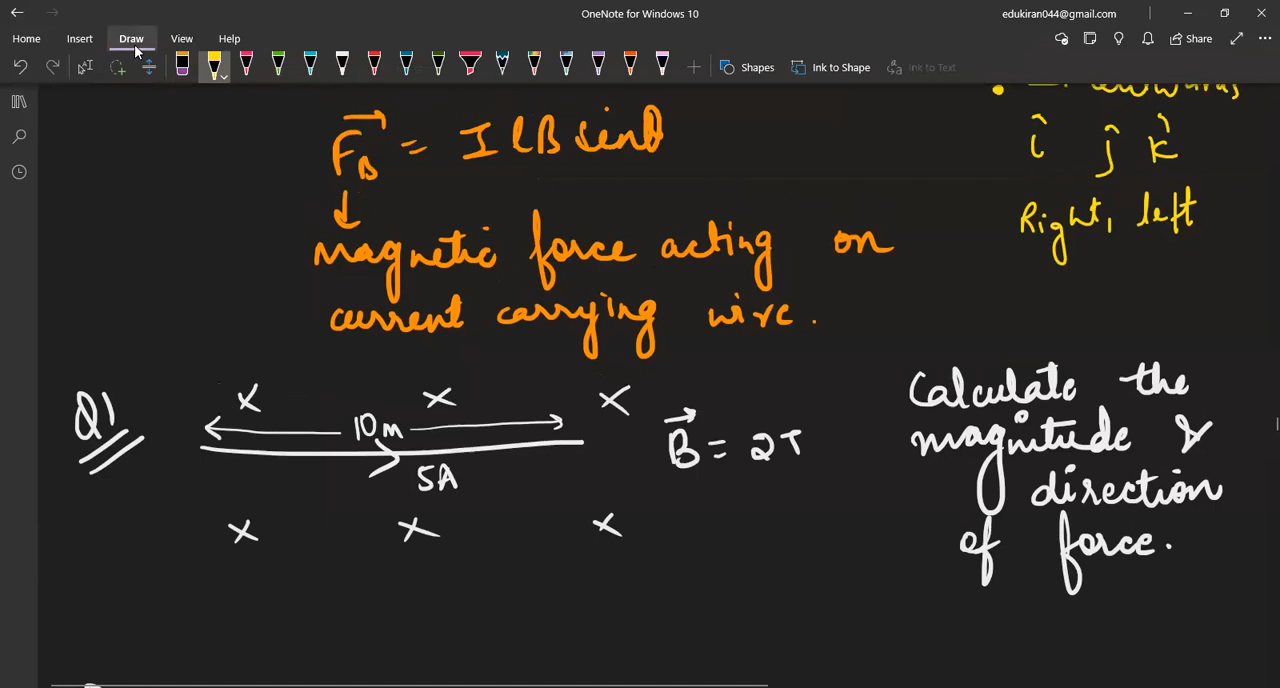 OneNote for Windows 10
edukiran044@gmail.com
Home Insert Draw View Help
Share
Shapes Ink to Shape Ink to Text
F_B = I l B sinθ
î ĵ k̂
Right, left
magnetic force acting on
current carrying wire.
Q1
x x x
10m
5A
B = 2T
x x x
Calculate the
magnitude &
direction
of force.